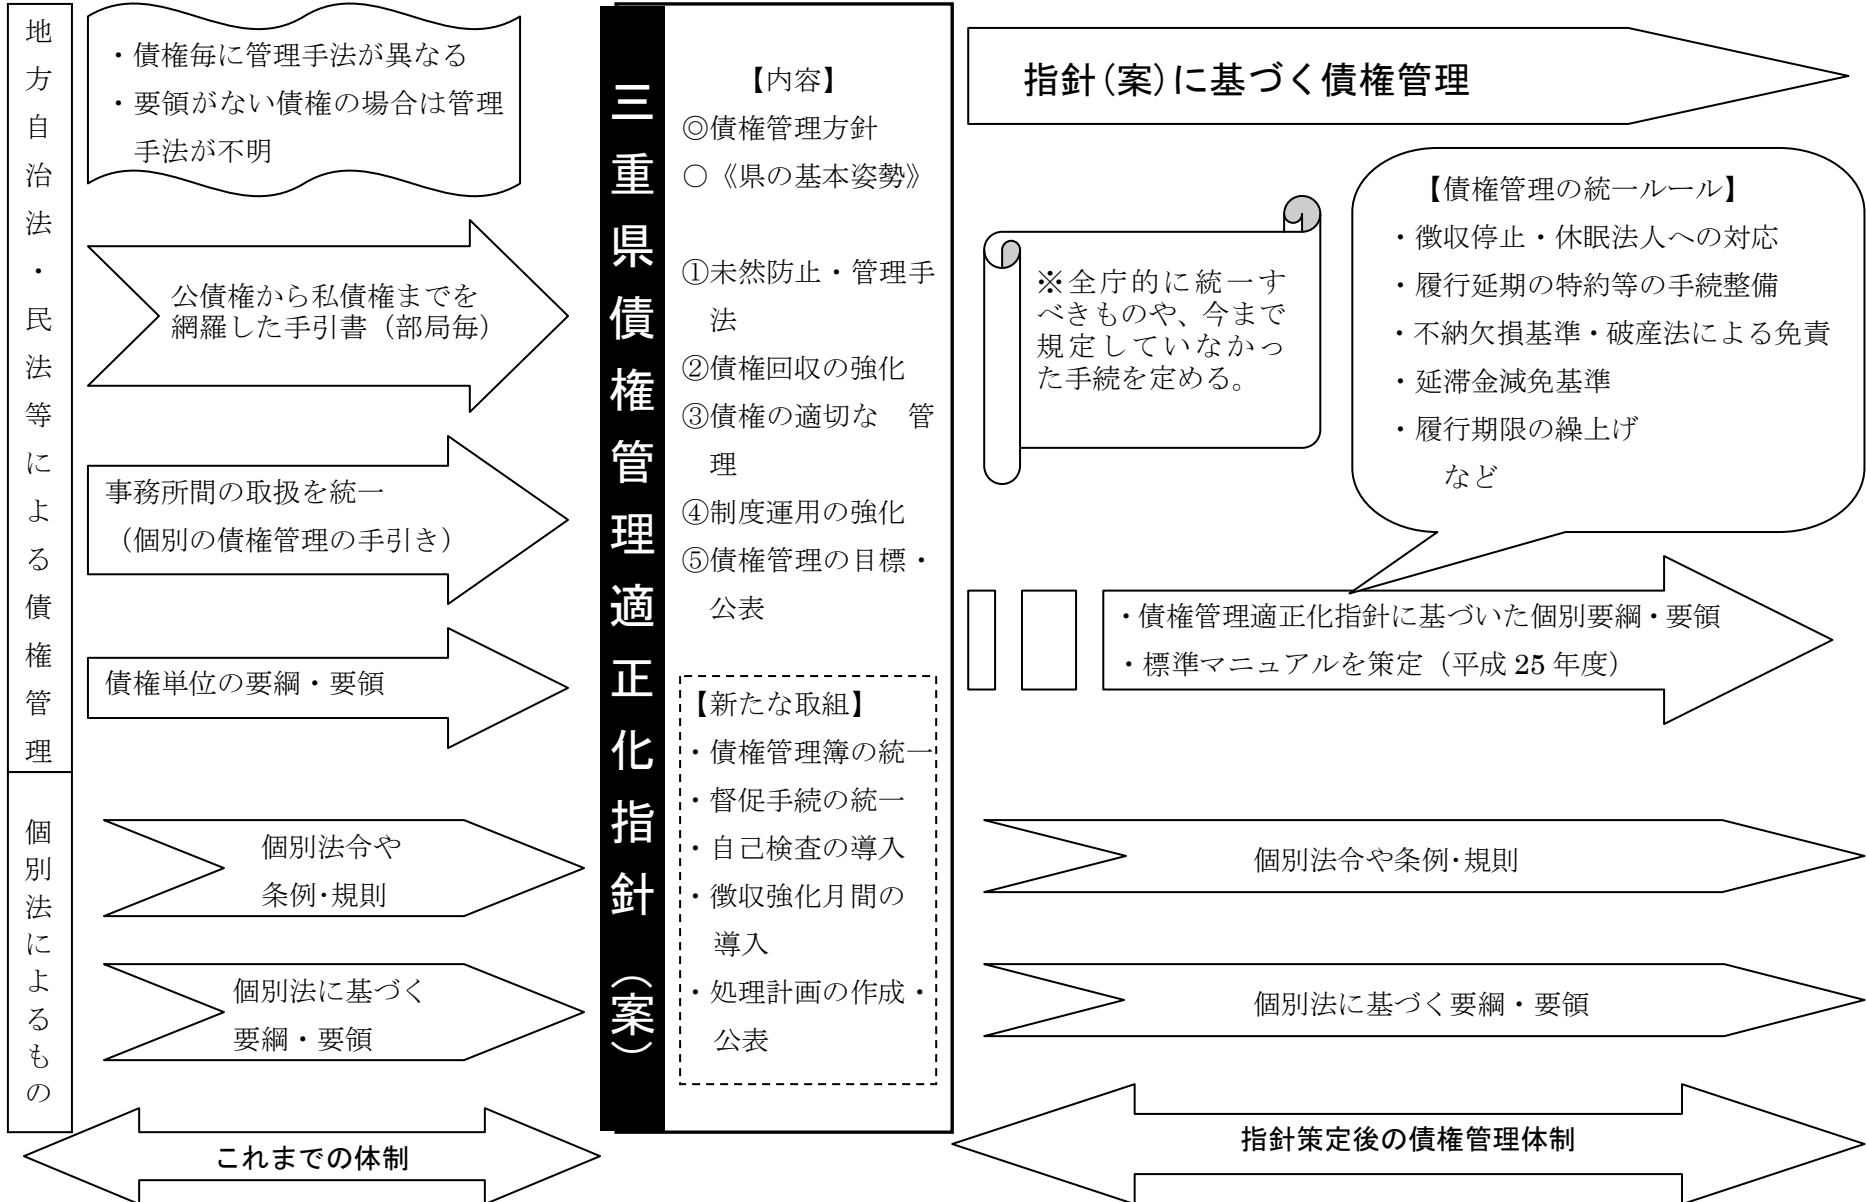 地方自治法・民法等による債権管理
・債権毎に管理手法が異なる
・要領がない債権の場合は管理
手法が不明
公債権から私債権までを
網羅した手引書（部局毎）
事務所間の取扱を統一
（個別の債権管理の手引き）
債権単位の要綱・要領
個別法によるもの
個別法令や
条例･規則
個別法に基づく
要綱・要領
これまでの体制
三重県債権管理適正化指針（案）
【内容】
◎債権管理方針
○《県の基本姿勢》
①未然防止・管理手
法
②債権回収の強化
③債権の適切な　管
理
④制度運用の強化
⑤債権管理の目標・
公表
【新たな取組】
・債権管理簿の統一
・督促手続の統一
・自己検査の導入
・徴収強化月間の
導入
・処理計画の作成・
公表
指針(案)に基づく債権管理
※全庁的に統一す
べきものや、今まで
規定していなかっ
た手続を定める。
【債権管理の統一ルール】
・徴収停止・休眠法人への対応
・履行延期の特約等の手続整備
・不納欠損基準・破産法による免責
・延滞金減免基準
・履行期限の繰上げ
など
・債権管理適正化指針に基づいた個別要綱・要領
・標準マニュアルを策定（平成 25 年度）
個別法令や条例･規則
個別法に基づく要綱・要領
指針策定後の債権管理体制